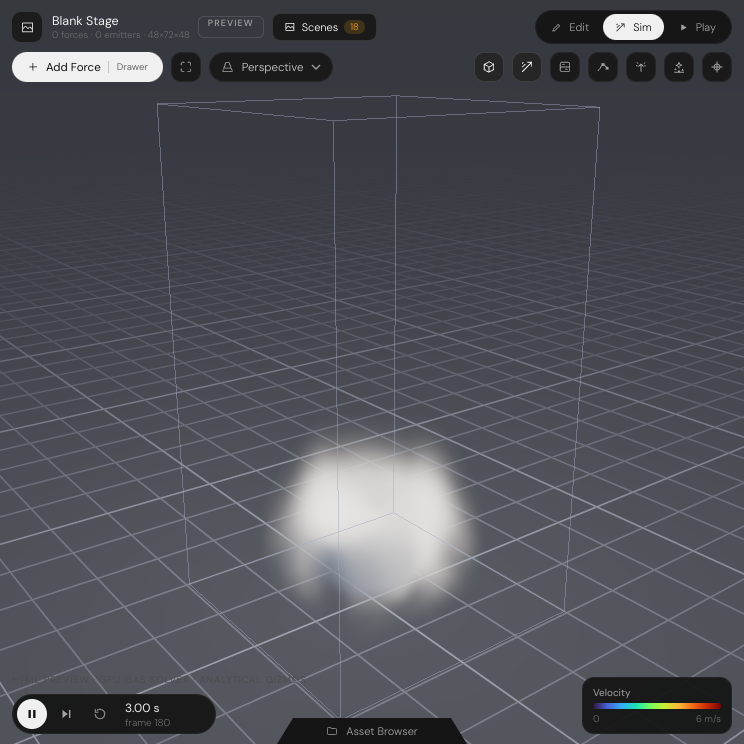 Blank Stage
0 forces · 0 emitters · 48×72×48
PREVIEW
Scenes 18
Edit
Sim
Play
Add Force
Drawer
Perspective
3.00 s
frame 180
Asset Browser
Velocity
0
6 m/s